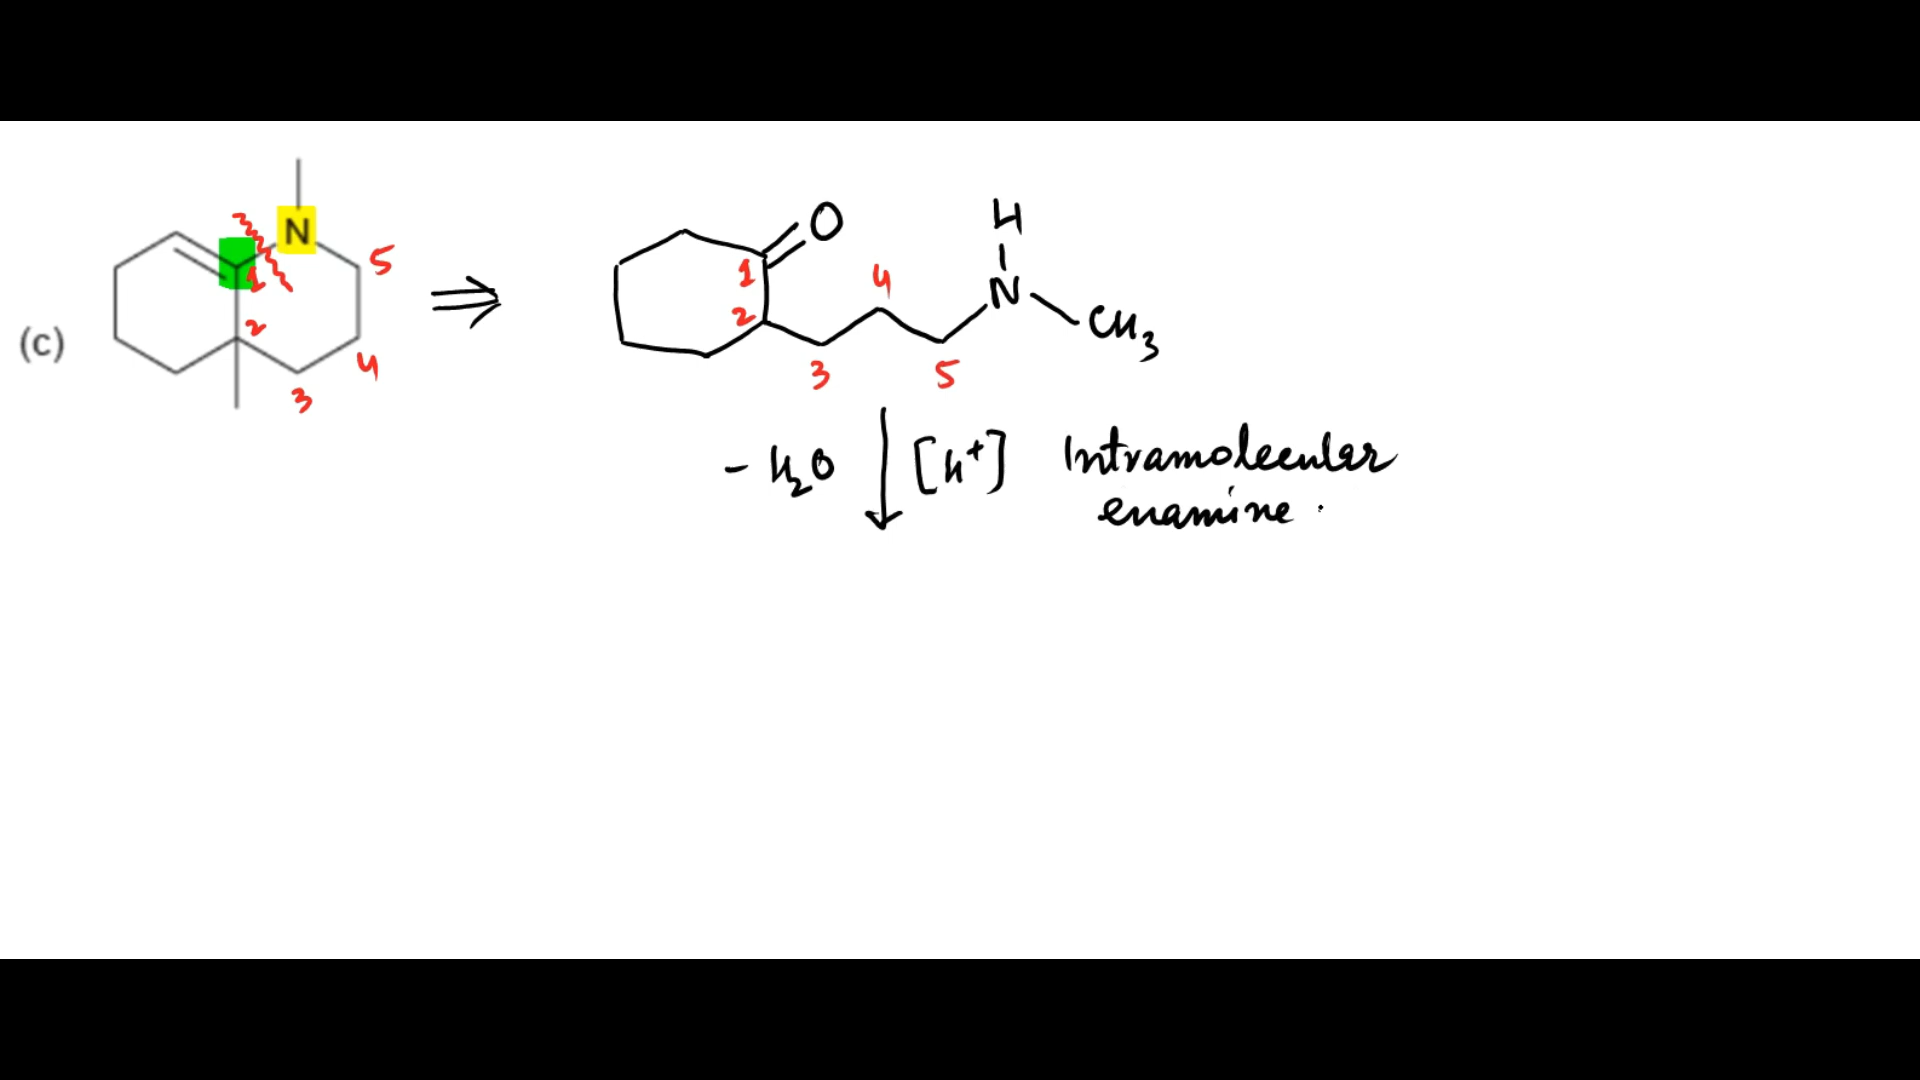 (c)
N
1
2
3
4
5
O
1
2
3
4
5
H
N
CH3
- H2O [H+] Intramolecular
enamine.